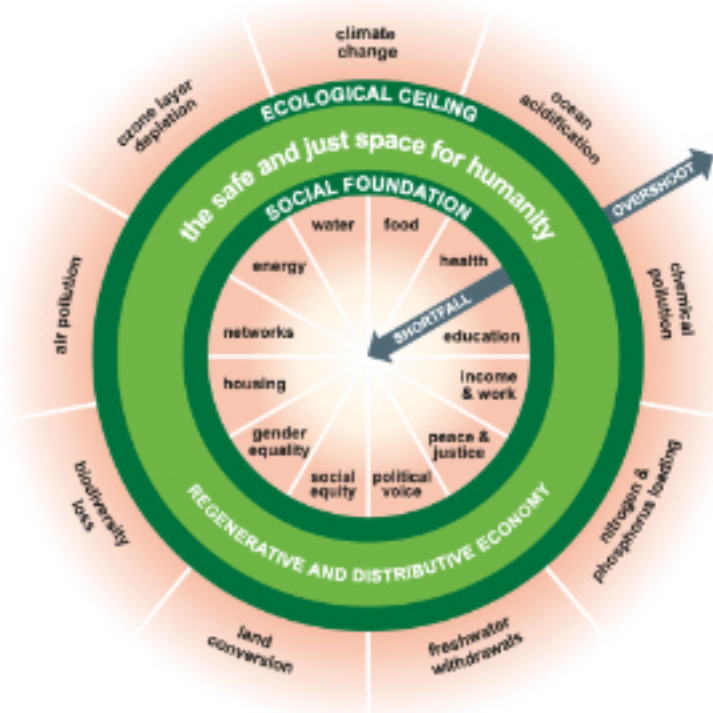 climate
change
ozone layer
depletion
ocean
acidification
ECOLOGICAL CEILING
the safe and just space for humanity
SOCIAL FOUNDATION
OVERSHOOT
water
food
energy
health
SHORTFALL
air pollution
chemical
pollution
networks
education
housing
income
& work
gender
equality
peace &
justice
social
equity
political
voice
biodiversity
loss
nitrogen &
phosphorus loading
REGENERATIVE AND DISTRIBUTIVE ECONOMY
land
conversion
freshwater
withdrawals